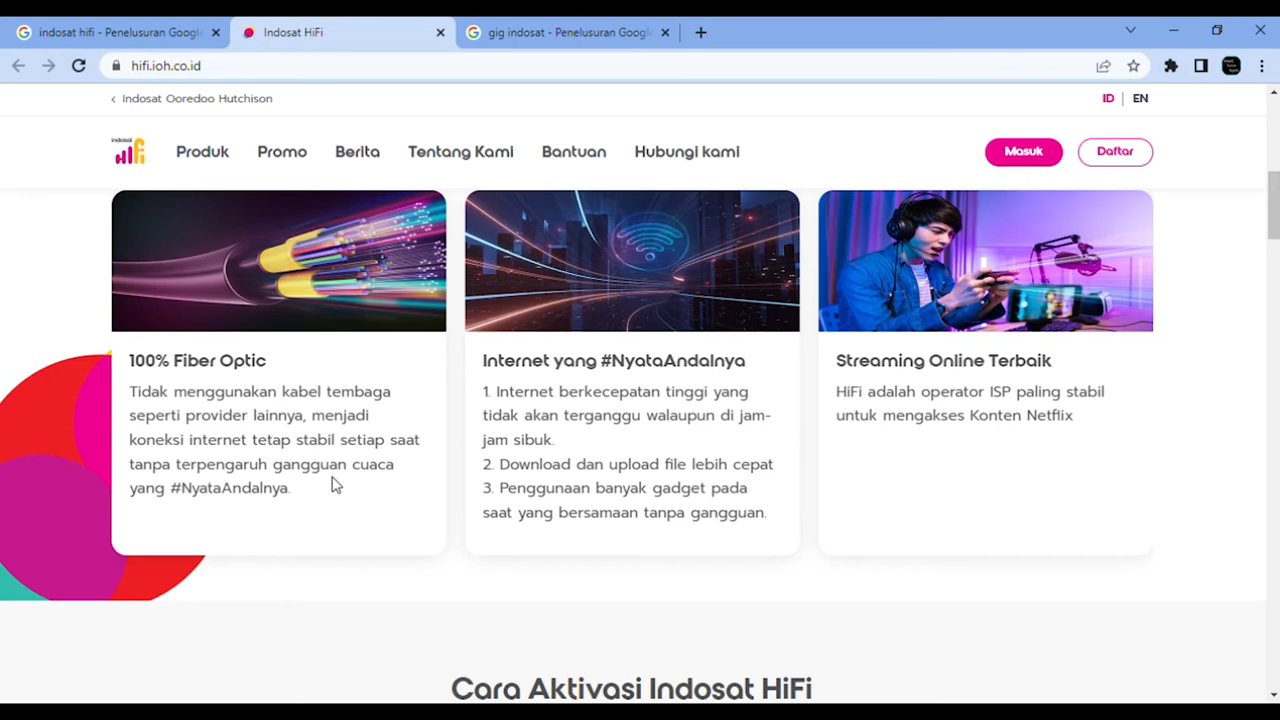 indosat hifi - Penelusuran Google
Indosat HiFi
gig indosat - Penelusuran Google
hifi.ioh.co.id
Indosat Ooredoo Hutchison
ID | EN
indosat
HiFi
Produk
Promo
Berita
Tentang Kami
Bantuan
Hubungi kami
Masuk
Daftar
100% Fiber Optic
Tidak menggunakan kabel tembaga
seperti provider lainnya, menjadi
koneksi internet tetap stabil setiap saat
tanpa terpengaruh gangguan cuaca
yang #NyataAndalnya.
Internet yang #NyataAndalnya
1. Internet berkecepatan tinggi yang
tidak akan terganggu walaupun di jam-
jam sibuk.
2. Download dan upload file lebih cepat
3. Penggunaan banyak gadget pada
saat yang bersamaan tanpa gangguan.
Streaming Online Terbaik
HiFi adalah operator ISP paling stabil
untuk mengakses Konten Netflix
Cara Aktivasi Indosat HiFi